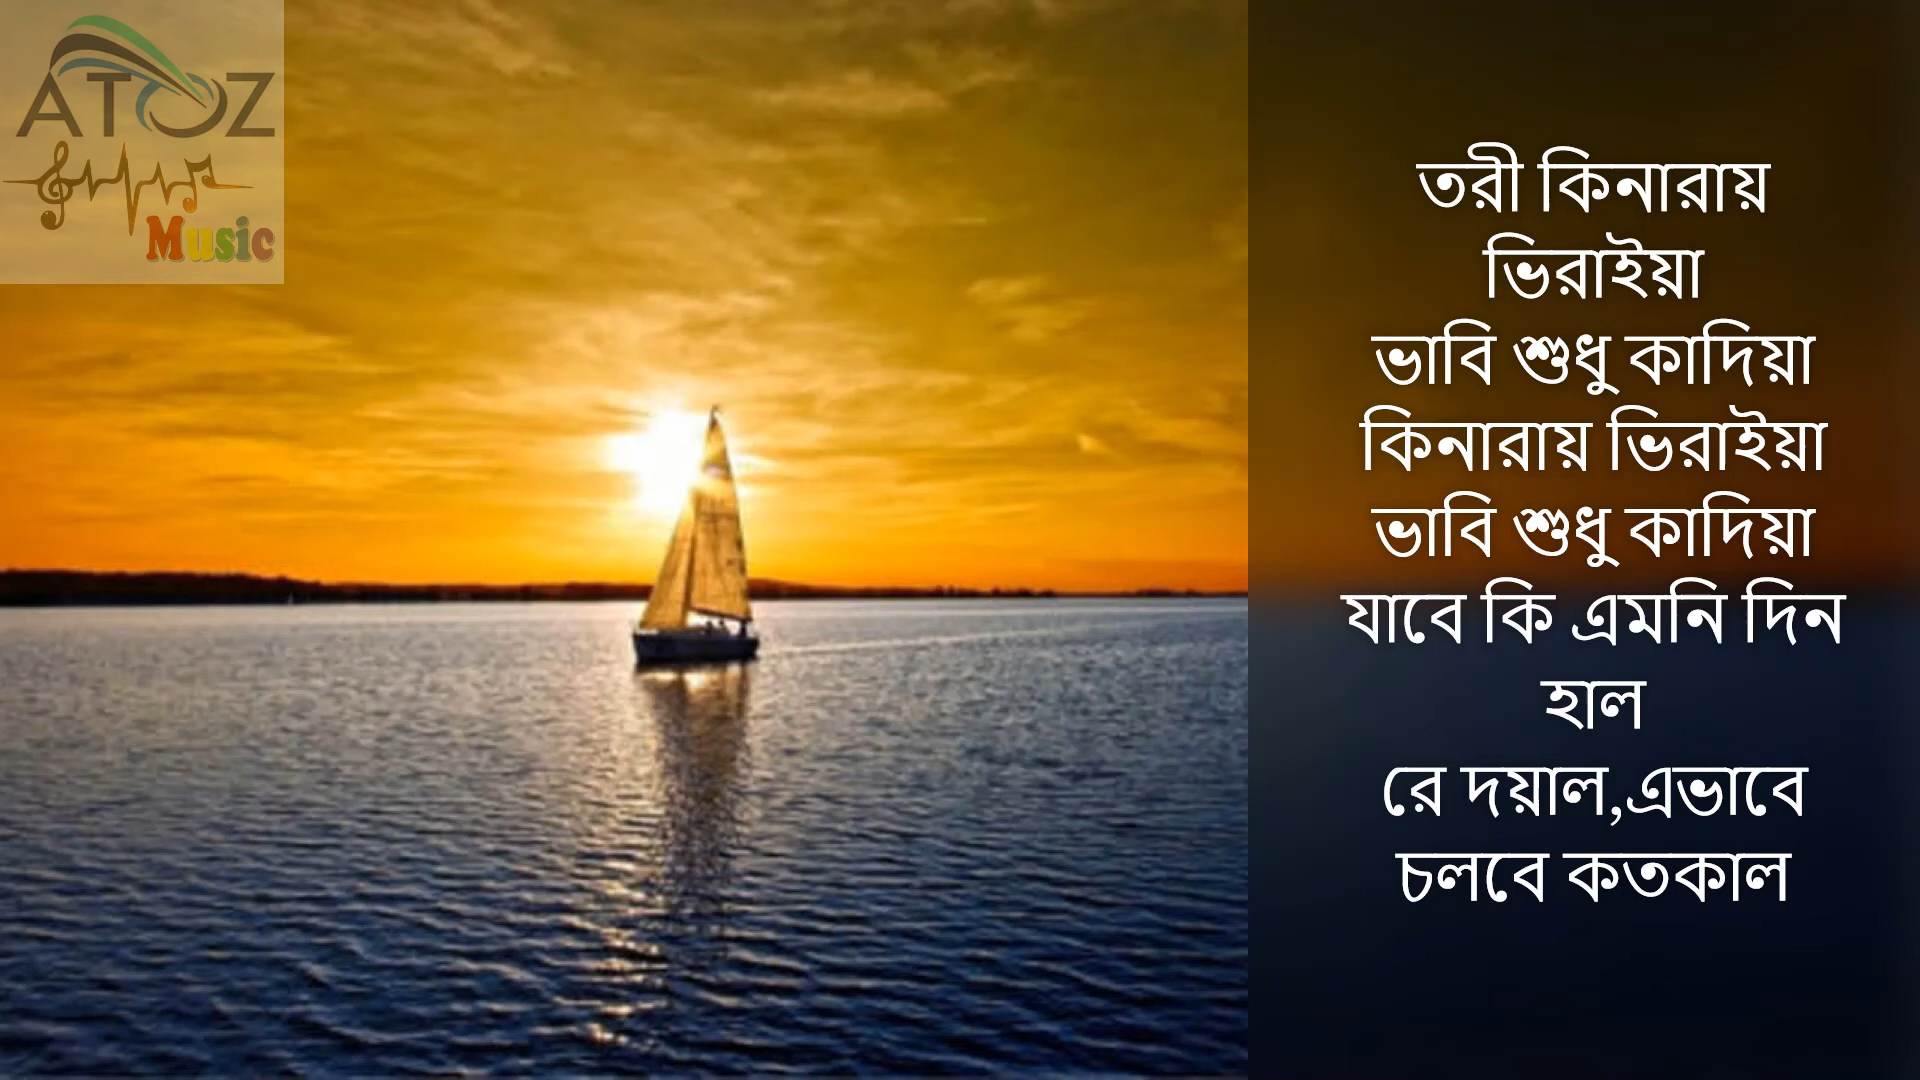 ATOZ
Music
তরী কিনারায়
ভিরাইয়া
ভাবি শুধু কাদিয়া
কিনারায় ভিরাইয়া
ভাবি শুধু কাদিয়া
যাবে কি এমনি দিন
হাল
রে দয়াল,এভাবে
চলবে কতকাল